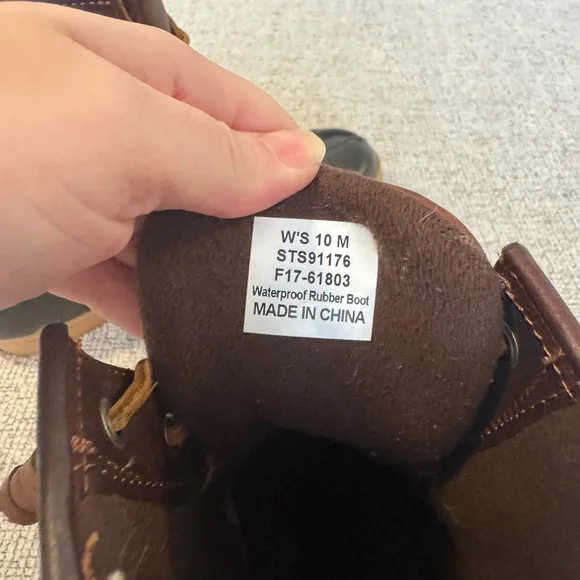 W'S 10 M
STS91176
F17-61803
Waterproof Rubber Boot
MADE IN CHINA